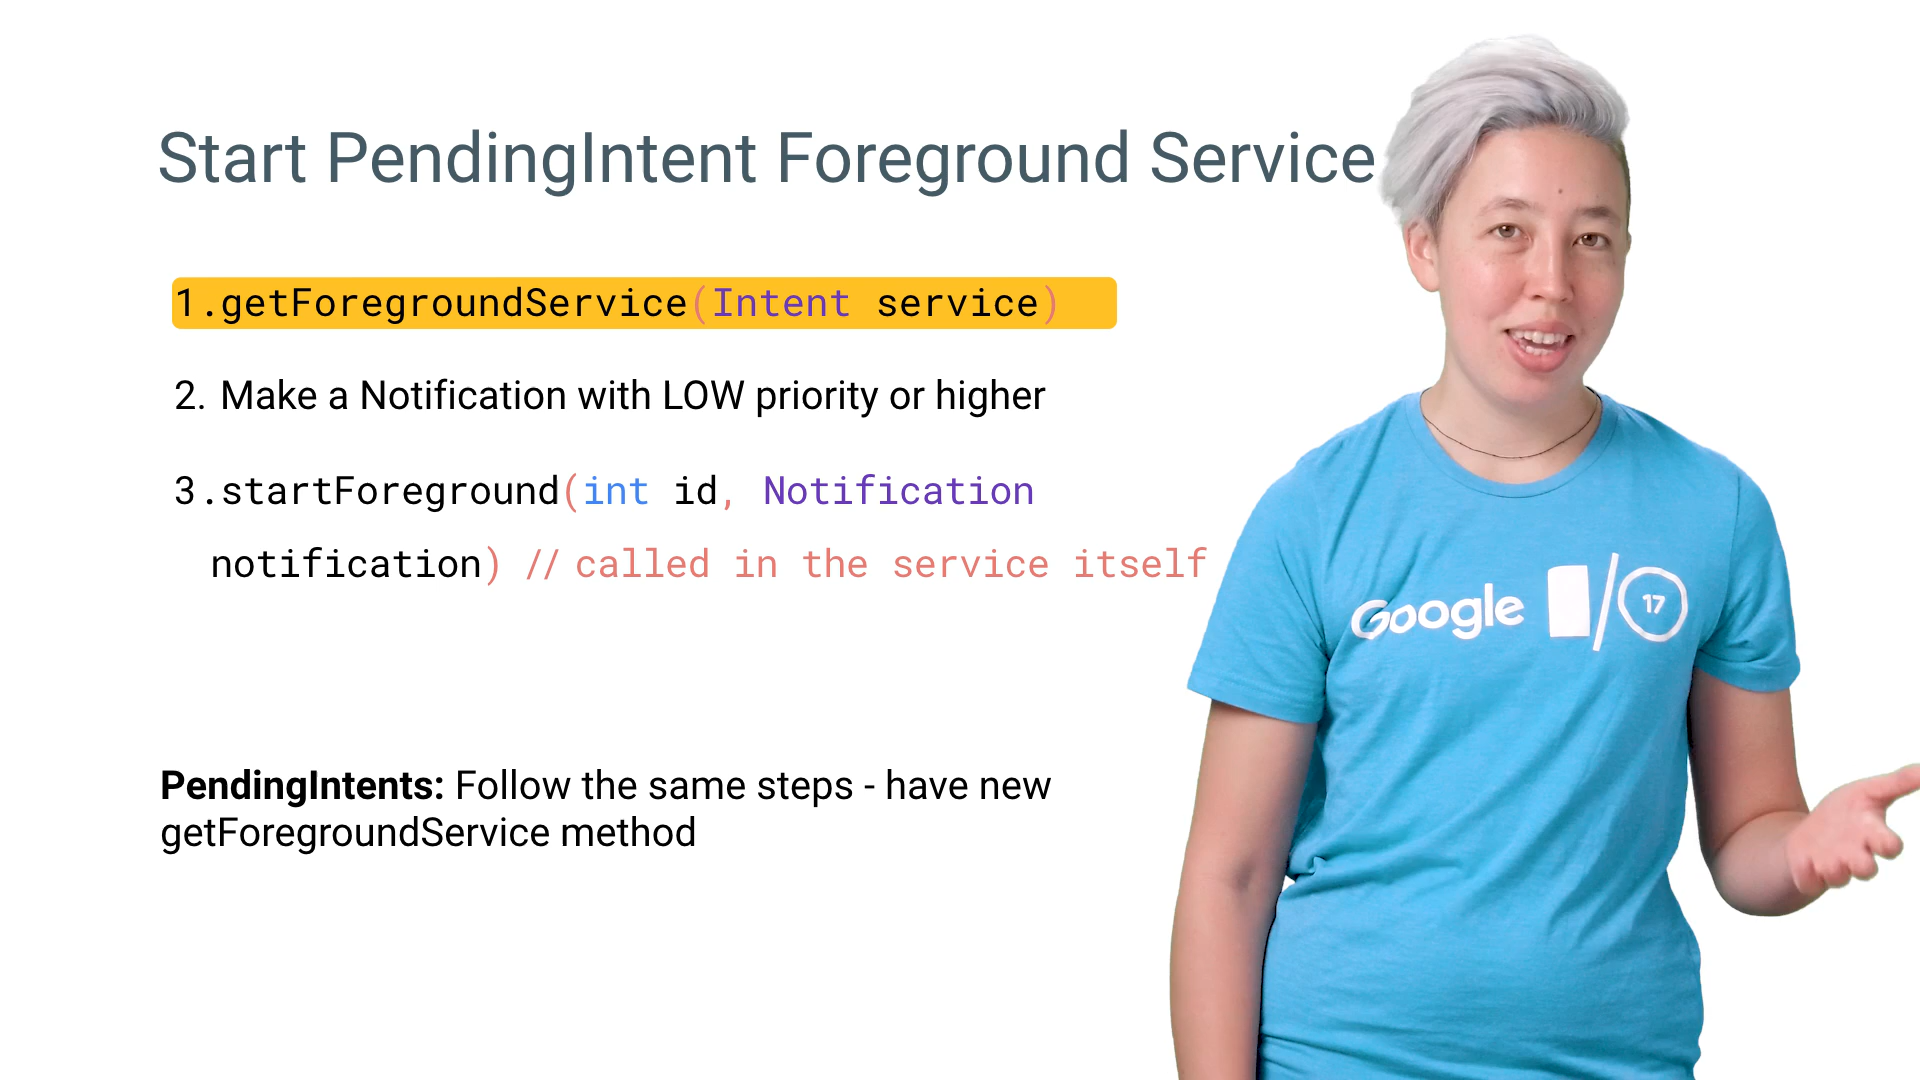 Start PendingIntent Foreground Service
1.getForegroundService(Intent service)
2. Make a Notification with LOW priority or higher
3.startForeground(int id, Notification
notification) // called in the service itself
Google I/O 17
PendingIntents: Follow the same steps - have new
getForegroundService method